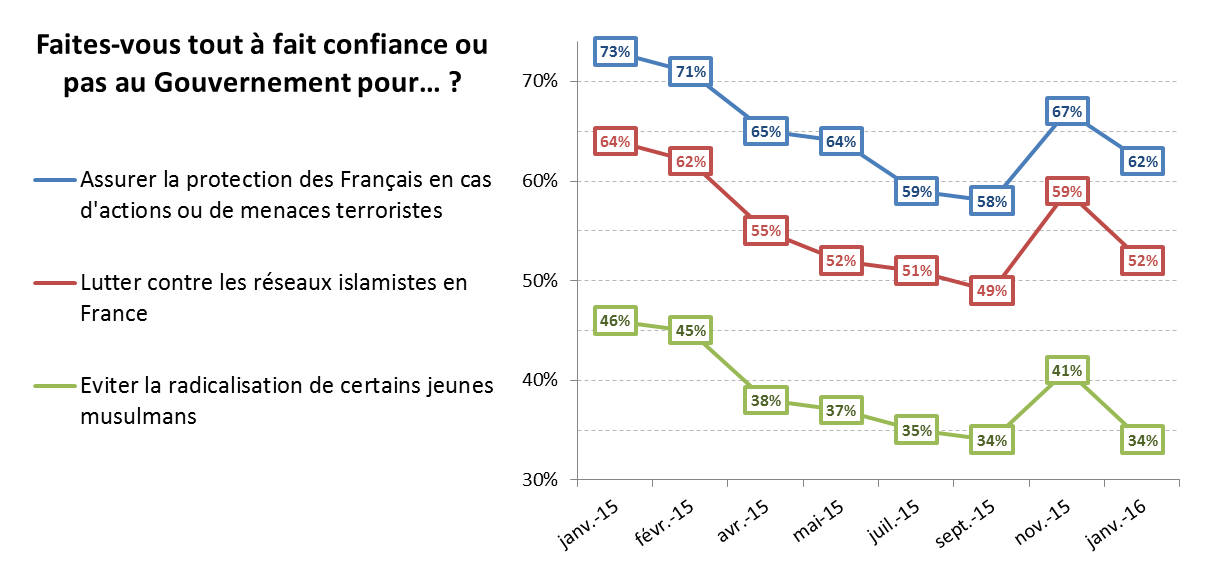 Faites-vous tout à fait confiance ou
pas au Gouvernement pour… ?
Assurer la protection des Français en cas
d'actions ou de menaces terroristes
Lutter contre les réseaux islamistes en
France
Eviter la radicalisation de certains jeunes
musulmans
70%
60%
50%
40%
30%
73%
71%
65%
64%
59%
58%
67%
62%
64%
62%
55%
52%
51%
49%
59%
52%
46%
45%
38%
37%
35%
34%
41%
34%
janv.-15
févr.-15
avr.-15
mai-15
juil.-15
sept.-15
nov.-15
janv.-16